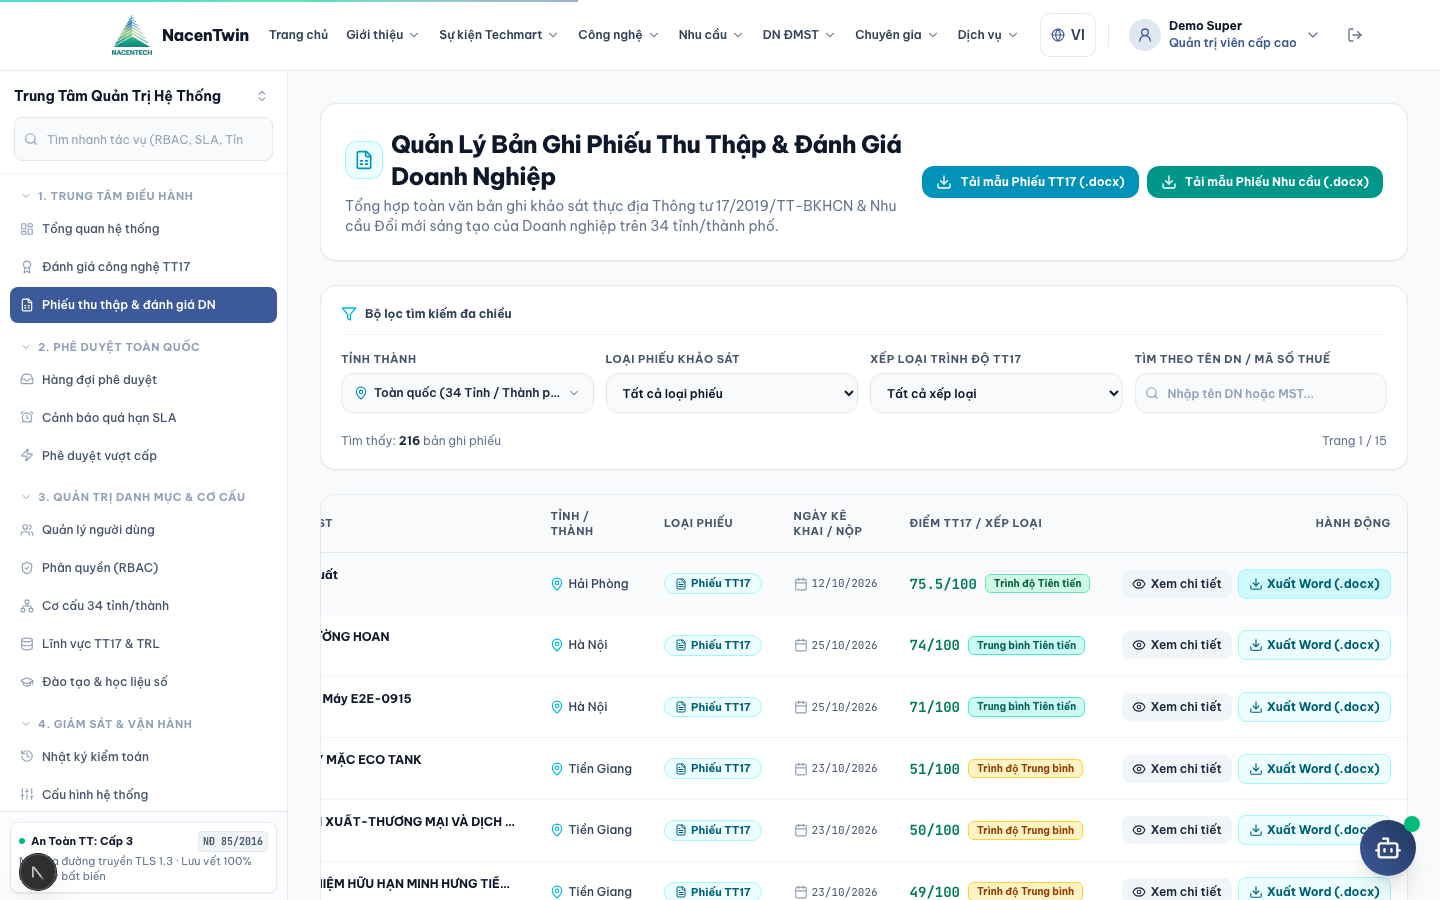 NACENTECH
NacenTwin
Trang chủ
Giới thiệu
Sự kiện Techmart
Công nghệ
Nhu cầu
DN ĐMST
Chuyên gia
Dịch vụ
VI
Demo Super
Quản trị viên cấp cao
Trung Tâm Quản Trị Hệ Thống
Tìm nhanh tác vụ (RBAC, SLA, Tỉn
1. TRUNG TÂM ĐIỀU HÀNH
Tổng quan hệ thống
Đánh giá công nghệ TT17
Phiếu thu thập & đánh giá DN
2. PHÊ DUYỆT TOÀN QUỐC
Hàng đợi phê duyệt
Cảnh báo quá hạn SLA
Phê duyệt vượt cấp
3. QUẢN TRỊ DANH MỤC & CƠ CẤU
Quản lý người dùng
Phân quyền (RBAC)
Cơ cấu 34 tỉnh/thành
Lĩnh vực TT17 & TRL
Đào tạo & học liệu số
4. GIÁM SÁT & VẬN HÀNH
Nhật ký kiểm toán
Cấu hình hệ thống
An Toàn TT: Cấp 3
NĐ 85/2016
đường truyền TLS 1.3 · Lưu vết 100%
bất biến
Quản Lý Bản Ghi Phiếu Thu Thập & Đánh Giá
Doanh Nghiệp
Tổng hợp toàn văn bản ghi khảo sát thực địa Thông tư 17/2019/TT-BKHCN & Nhu
cầu Đổi mới sáng tạo của Doanh nghiệp trên 34 tỉnh/thành phố.
Tải mẫu Phiếu TT17 (.docx)
Tải mẫu Phiếu Nhu cầu (.docx)
Bộ lọc tìm kiếm đa chiều
TỈNH THÀNH
LOẠI PHIẾU KHẢO SÁT
XẾP LOẠI TRÌNH ĐỘ TT17
TÌM THEO TÊN DN / MÃ SỐ THUẾ
Toàn quốc (34 Tỉnh / Thành p...
Tất cả loại phiếu
Tất cả xếp loại
Nhập tên DN hoặc MST...
Tìm thấy: 216 bản ghi phiếu
Trang 1 / 15
ST
TỈNH /
THÀNH
LOẠI PHIẾU
NGÀY KÊ
KHAI / NỘP
ĐIỂM TT17 / XẾP LOẠI
HÀNH ĐỘNG
uất
Hải Phòng
Phiếu TT17
12/10/2026
75.5/100
Trình độ Tiên tiến
Xem chi tiết
Xuất Word (.docx)
ỜNG HOAN
Hà Nội
Phiếu TT17
25/10/2026
74/100
Trung bình Tiên tiến
Xem chi tiết
Xuất Word (.docx)
Máy E2E-0915
Hà Nội
Phiếu TT17
25/10/2026
71/100
Trung bình Tiên tiến
Xem chi tiết
Xuất Word (.docx)
MẶC ECO TANK
Tiền Giang
Phiếu TT17
23/10/2026
51/100
Trình độ Trung bình
Xem chi tiết
Xuất Word (.docx)
XUẤT-THƯƠNG MẠI VÀ DỊCH ...
Tiền Giang
Phiếu TT17
23/10/2026
50/100
Trình độ Trung bình
Xem chi tiết
Xuất Word (.docx)
IỆM HỮU HẠN MINH HƯNG TIẾ...
Tiền Giang
Phiếu TT17
23/10/2026
49/100
Trình độ Trung bình
Xem chi tiết
Xuất Word (.docx)